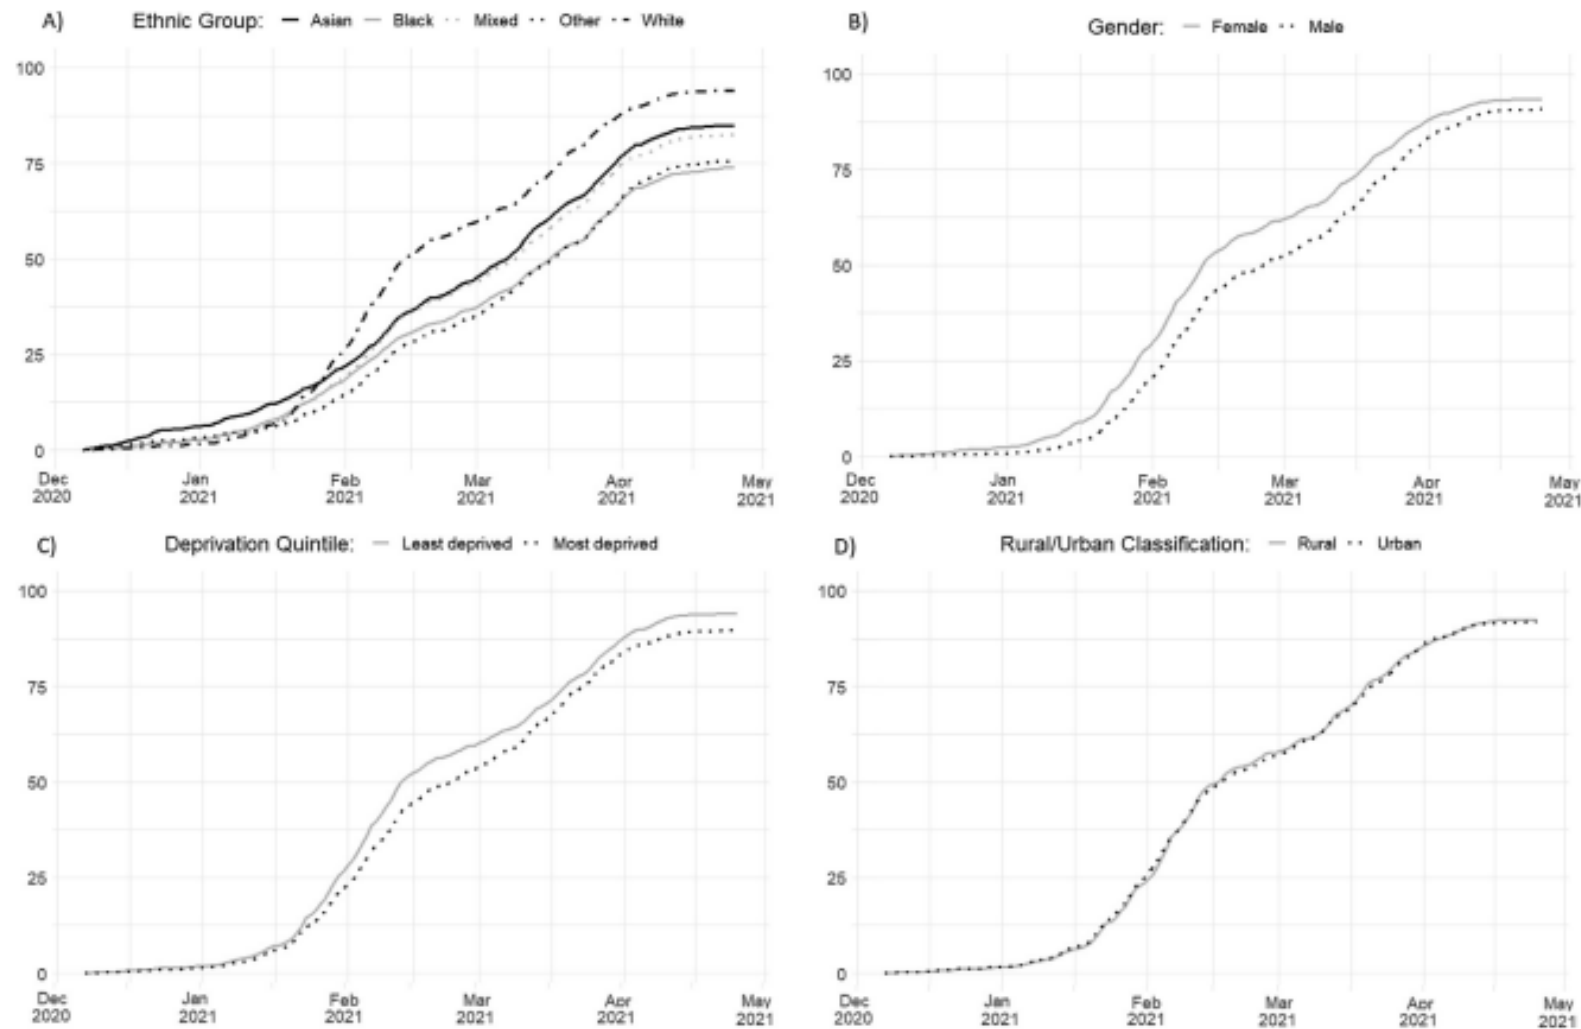 A) Ethnic Group: Asian Black Mixed Other White
100
75
50
25
0
Dec 2020 Jan 2021 Feb 2021 Mar 2021 Apr 2021 May 2021
B) Gender: Female Male
100
75
50
25
0
Dec 2020 Jan 2021 Feb 2021 Mar 2021 Apr 2021 May 2021
C) Deprivation Quintile: Least deprived Most deprived
100
75
50
25
0
Dec 2020 Jan 2021 Feb 2021 Mar 2021 Apr 2021 May 2021
D) Rural/Urban Classification: Rural Urban
100
75
50
25
0
Dec 2020 Jan 2021 Feb 2021 Mar 2021 Apr 2021 May 2021